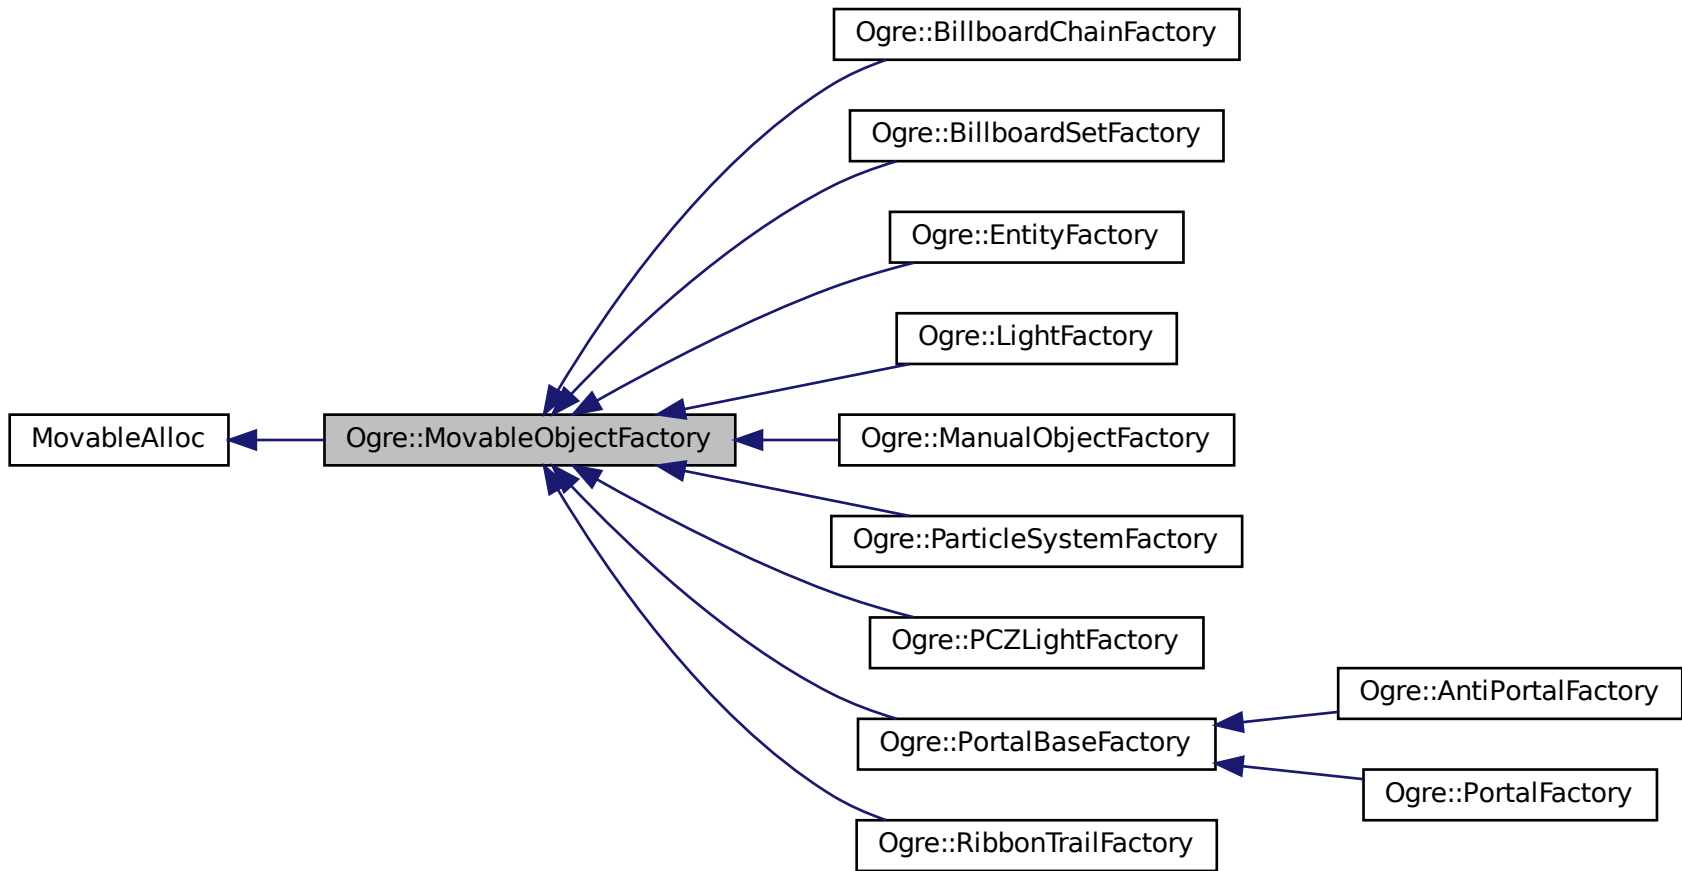 Ogre::BillboardChainFactory
Ogre::BillboardSetFactory
Ogre::EntityFactory
Ogre::LightFactory
MovableAlloc
Ogre::MovableObjectFactory
Ogre::ManualObjectFactory
Ogre::ParticleSystemFactory
Ogre::PCZLightFactory
Ogre::AntiPortalFactory
Ogre::PortalBaseFactory
Ogre::PortalFactory
Ogre::RibbonTrailFactory